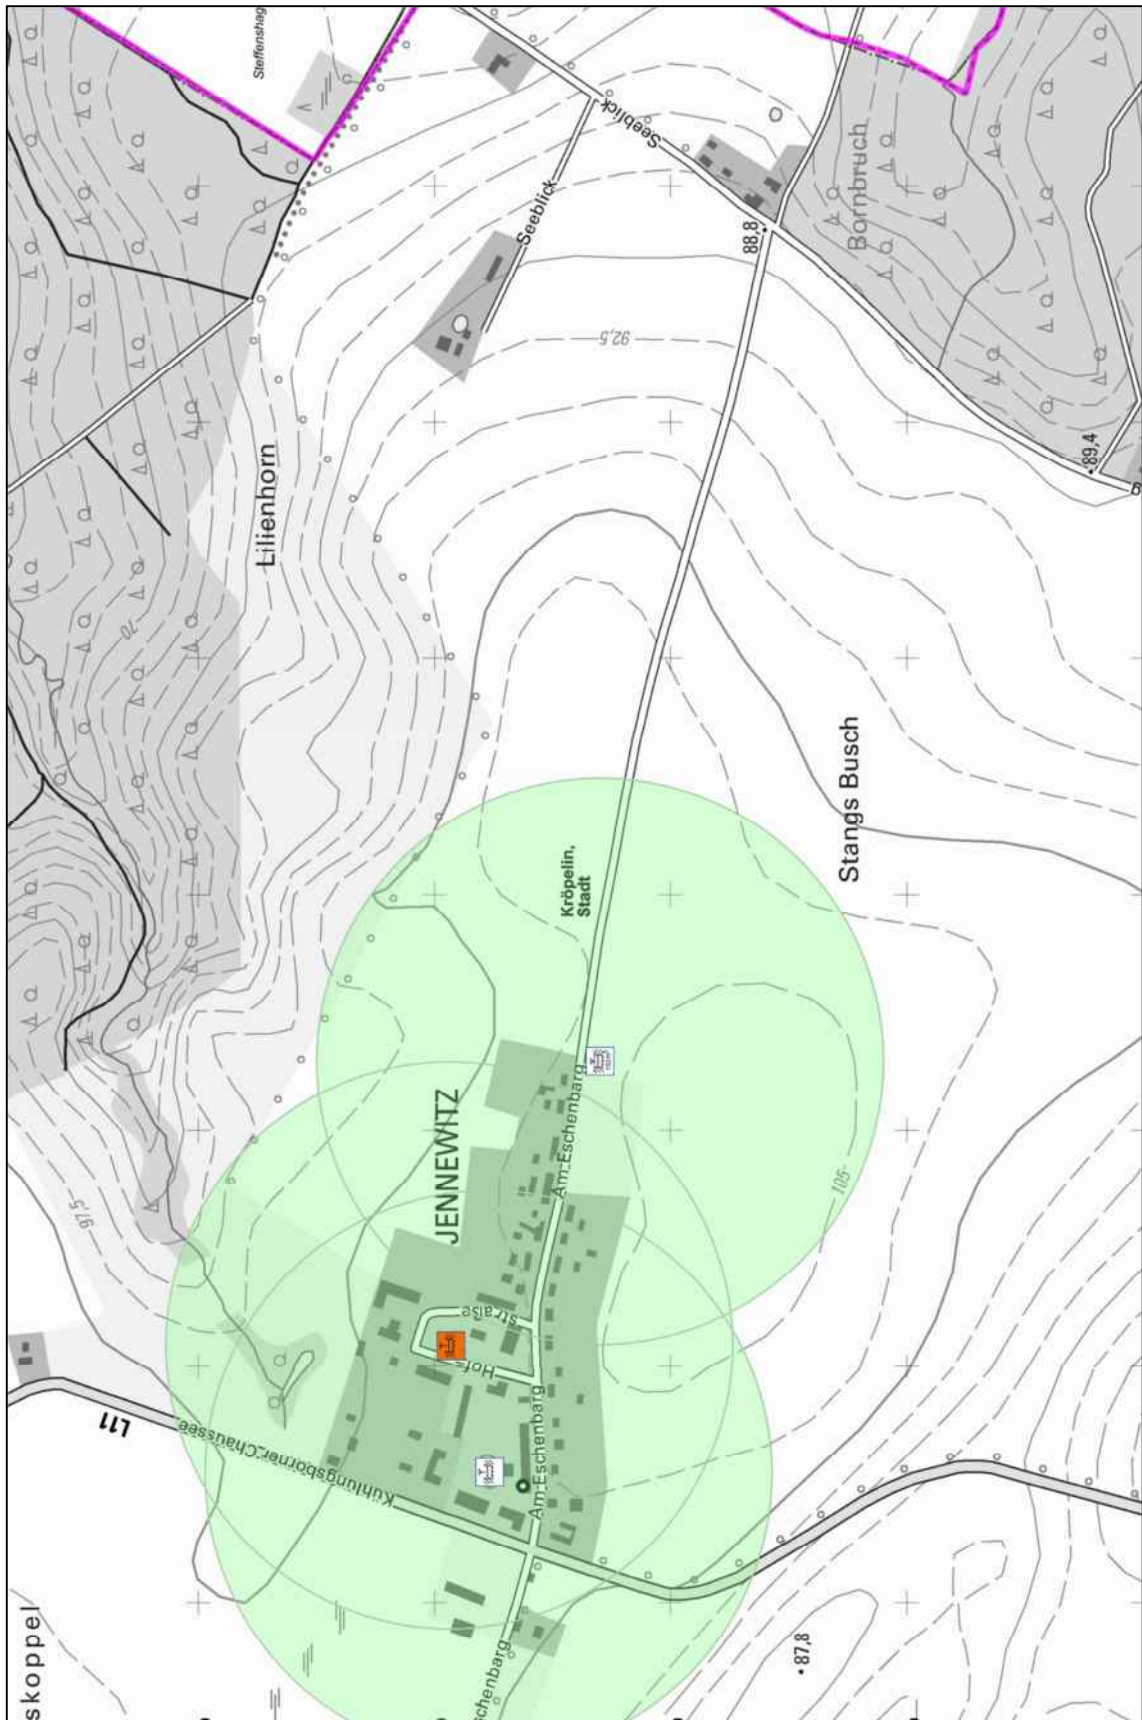 Steffenshag
Seeblick
Seeblick
Bornbruch
88,8
92,5
89,4
g
Lilienhorn
70
Stangs Busch
Kröpelin,
Stadt
JENNEWITZ
Am-Eschenbarg
105
97,5
Hof-
straße
L11
Kühlungsborner Chaussee
Am Eschenbarg
schenbarg
skoppel
87,8